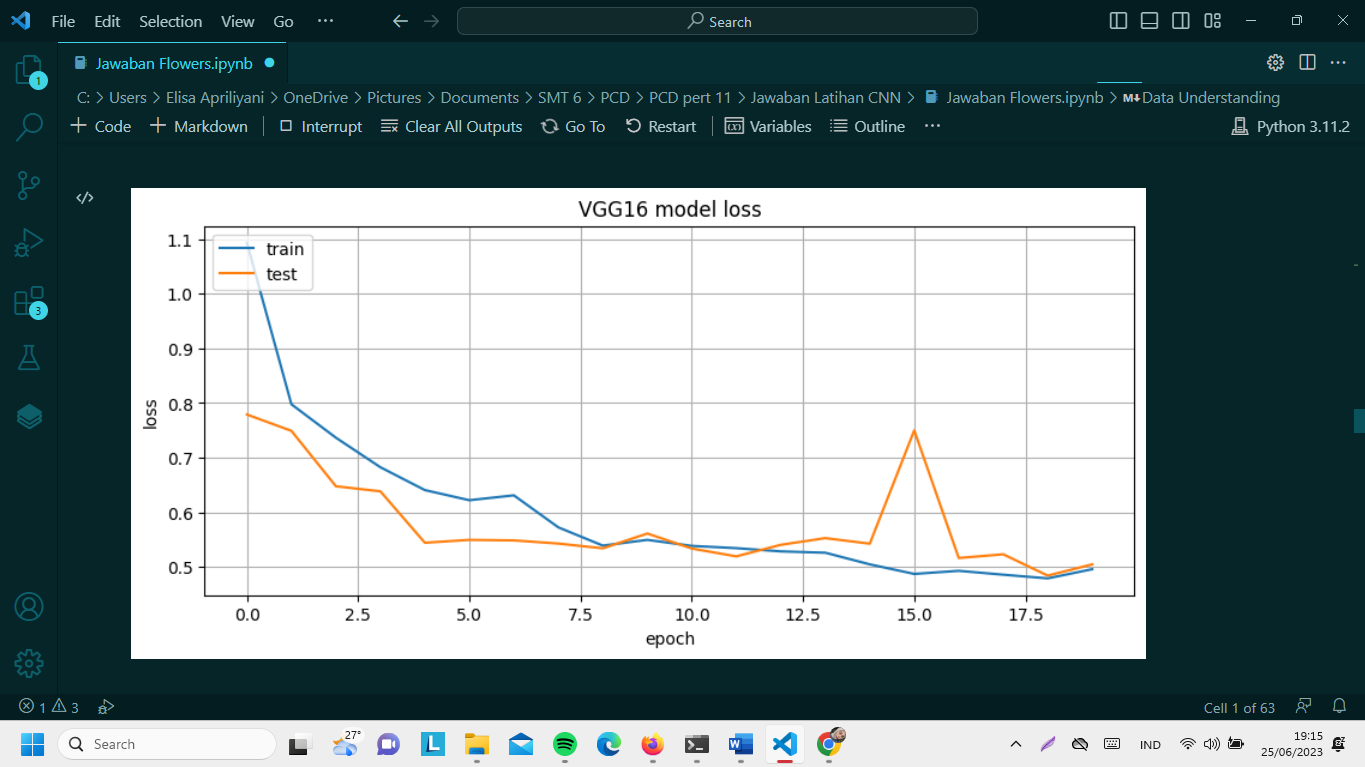 File Edit Selection View Go ··· Search
Jawaban Flowers.ipynb
1
C: > Users > Elisa Apriliyani > OneDrive > Pictures > Documents > SMT 6 > PCD > PCD pert 11 > Jawaban Latihan CNN > Jawaban Flowers.ipynb > M↓Data Understanding
+ Code + Markdown Interrupt Clear All Outputs Go To Restart (x) Variables Outline ··· Python 3.11.2
3
VGG16 model loss
train
test
1.1
1.0
0.9
0.8
0.7
0.6
0.5
loss
0.0 2.5 5.0 7.5 10.0 12.5 15.0 17.5
epoch
1 3 Cell 1 of 63
Search 27° L W IND 19:15
25/06/2023